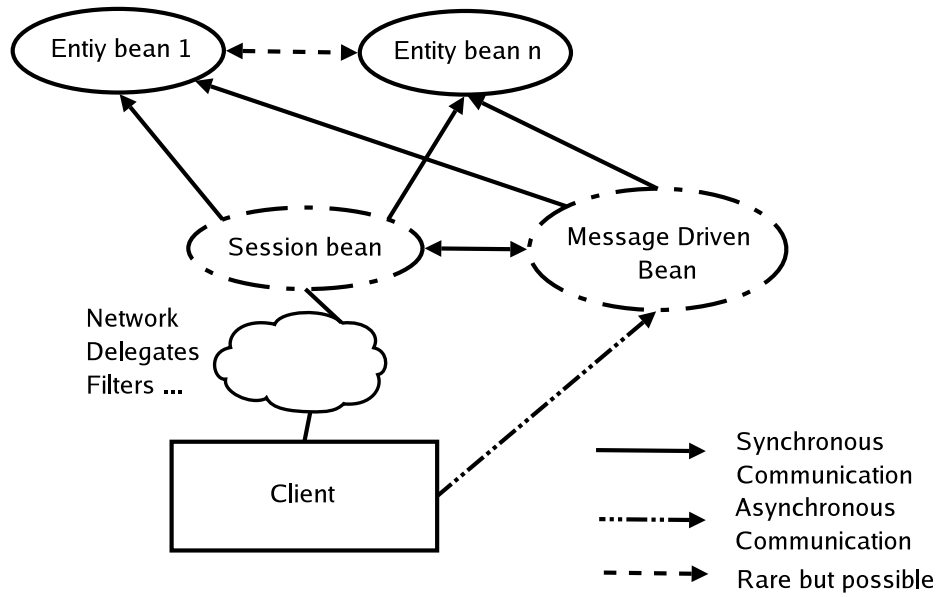 Entiy bean 1
Entity bean n
Session bean
Message Driven
Bean
Network
Delegates
Filters ...
Client
Synchronous
Communication
Asynchronous
Communication
Rare but possible